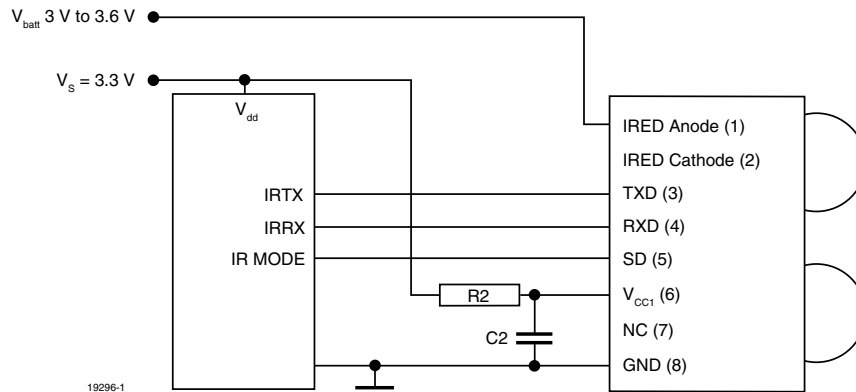 V_batt 3 V to 3.6 V
V_S = 3.3 V
V_dd
IRTX
IRRX
IR MODE
R2
C2
IRED Anode (1)
IRED Cathode (2)
TXD (3)
RXD (4)
SD (5)
V_CC1 (6)
NC (7)
GND (8)
19296-1